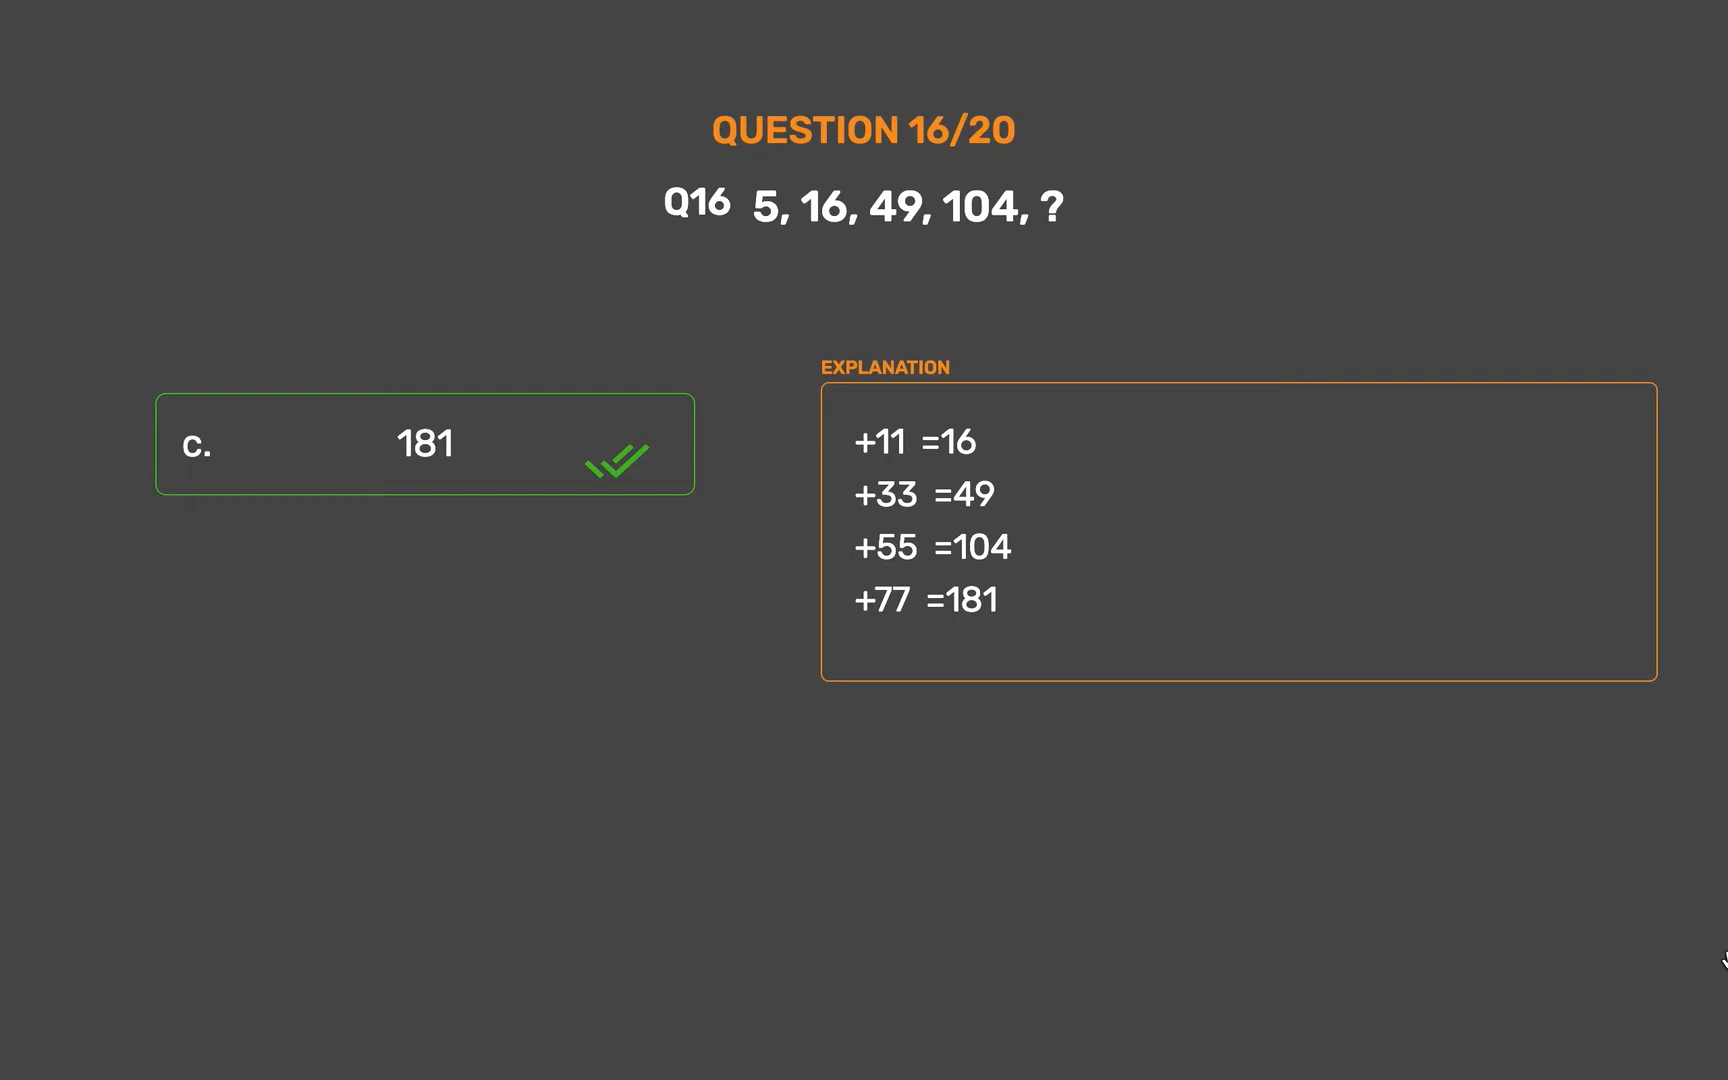 QUESTION 16/20
Q16 5, 16, 49, 104, ?
EXPLANATION
c. 181
+11 =16
+33 =49
+55 =104
+77 =181